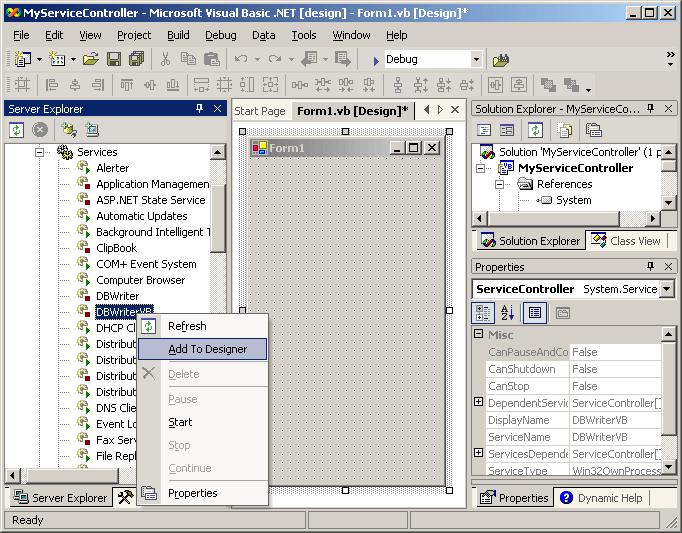 MyServiceController - Microsoft Visual Basic .NET [design] - Form1.vb [Design]*
File Edit View Project Build Debug Data Tools Window Help
Debug
Server Explorer
Services
Alerter
Application Management
ASP.NET State Service
Automatic Updates
Background Intelligent T
ClipBook
COM+ Event System
Computer Browser
DBWriter
DBWriterVB
DHCP Cl
Distribut
Distribut
Distribut
Distribut
DNS Clie
Event Lo
Fax Serv
File Repl
Refresh
Add To Designer
Delete
Pause
Start
Stop
Continue
Properties
Server Explorer
Start Page Form1.vb [Design]*
Form1
Solution Explorer - MyServiceCo...
Solution 'MyServiceController' (1 p
MyServiceController
References
System
Solution Explorer Class View
Properties
ServiceController System.Service
Misc
CanPauseAndCo False
CanShutdown False
CanStop False
DependentServic ServiceController[]
DisplayName DBWriterVB
ServiceName DBWriterVB
ServicesDepende ServiceController[]
ServiceType Win32OwnProcess
Properties Dynamic Help
Ready